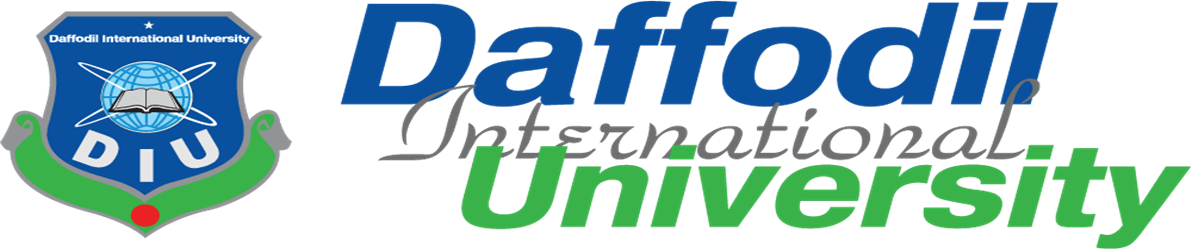 Daffodil International University
DIU
Daffodil
International
University